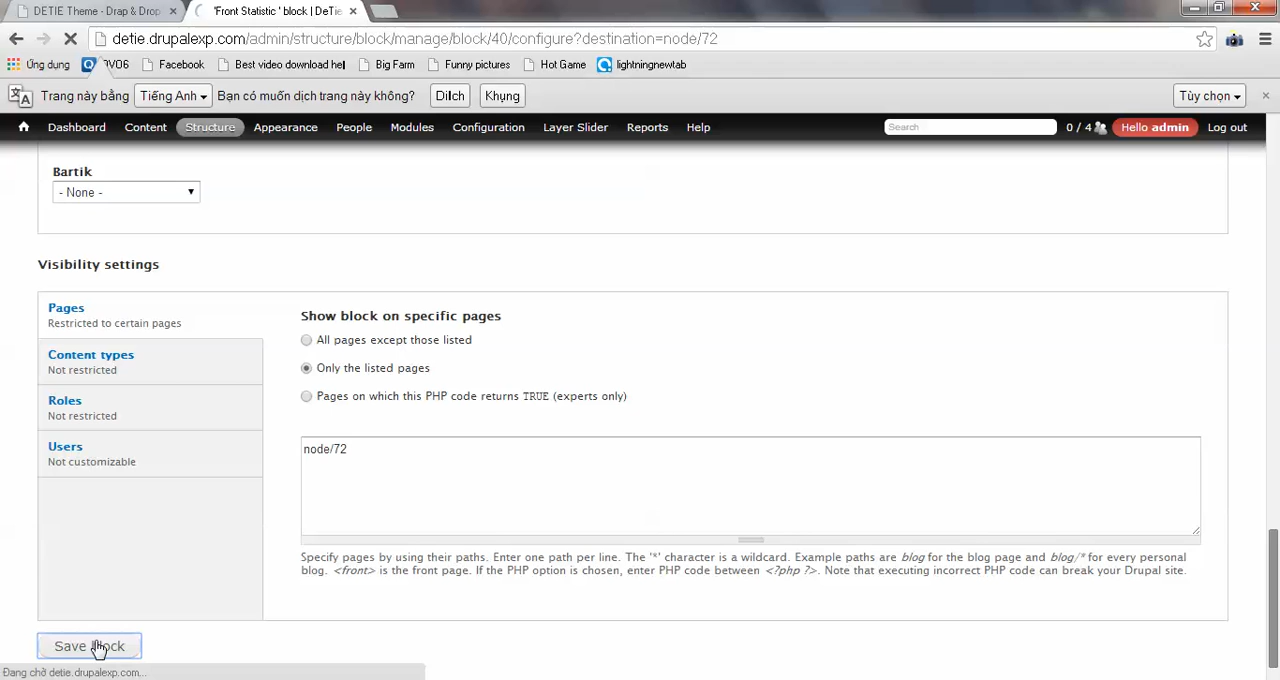 DETIE Theme - Drap & Drop
'Front Statistic ' block | DeTie
detie.drupalexp.com/admin/structure/block/manage/block/40/configure?destination=node/72
Ứng dụng
Facebook
Best video download hel
Big Farm
Funny pictures
Hot Game
lightningnewtab
Trang này bằng
Tiếng Anh
Bạn có muốn dịch trang này không?
Dịch
Không
Tùy chọn
Dashboard
Content
Structure
Appearance
People
Modules
Configuration
Layer Slider
Reports
Help
Search
0 / 4
Hello admin
Log out
Bartik
- None -
Visibility settings
Pages
Restricted to certain pages
Content types
Not restricted
Roles
Not restricted
Users
Not customizable
Show block on specific pages
All pages except those listed
Only the listed pages
Pages on which this PHP code returns TRUE (experts only)
node/72
Specify pages by using their paths. Enter one path per line. The '*' character is a wildcard. Example paths are blog for the blog page and blog/* for every personal
blog. <front> is the front page. If the PHP option is chosen, enter PHP code between <?php ?>. Note that executing incorrect PHP code can break your Drupal site.
Save block
Đang chờ detie.drupalexp.com...